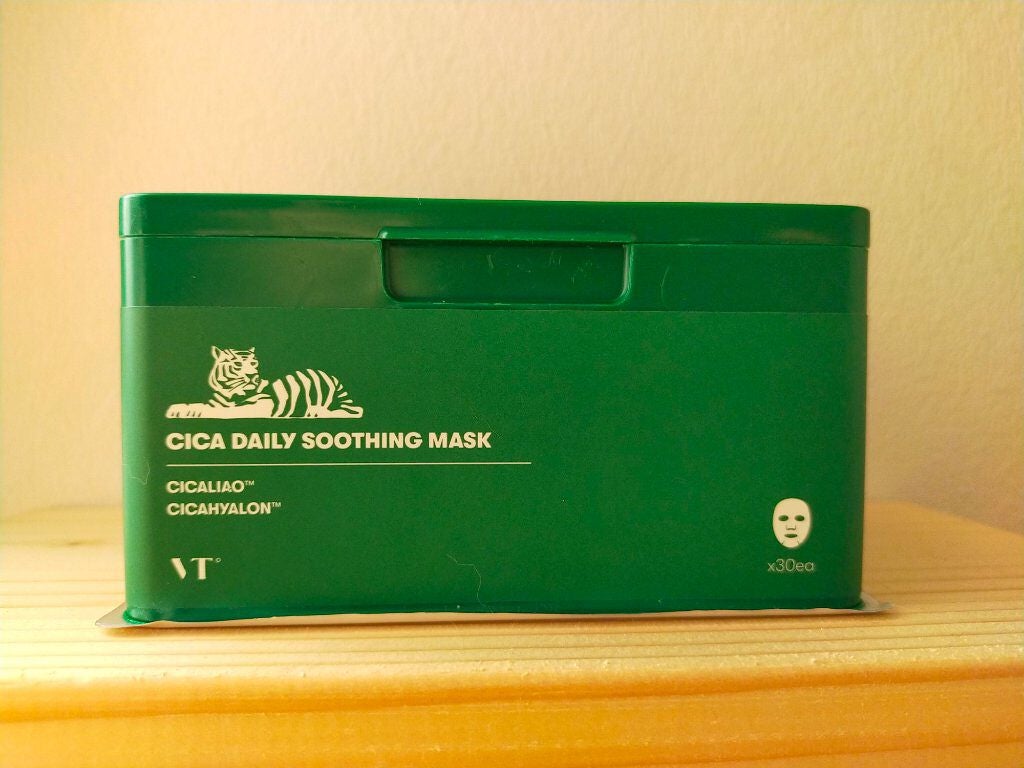 CICA DAILY SOOTHING MASK
CICALIAO™
CICAHYALON™
VT°
x30ea